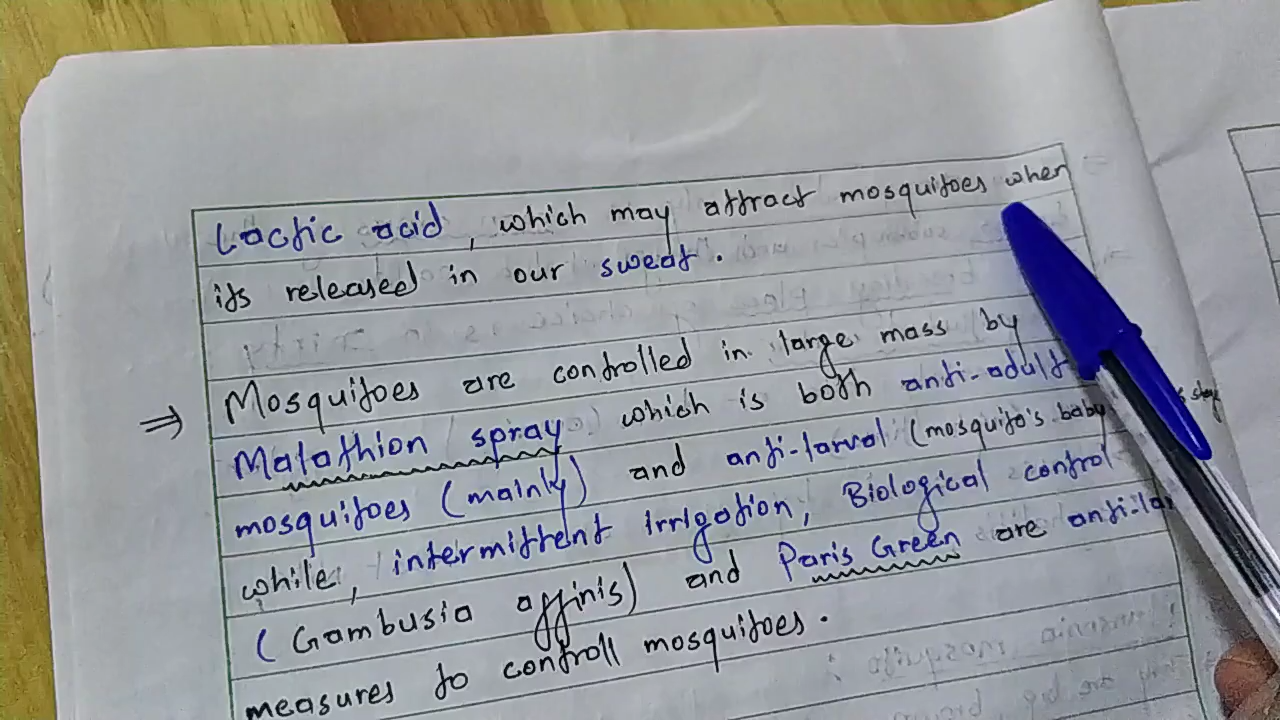 Lactic acid, which may attract mosquitoes when
its released in our sweat.
⇒ Mosquitoes are controlled in large mass by
Malathion spray which is both anti-adult
mosquitoes (mainly) and anti-larval (mosquito's baby
while, intermittent irrigation, Biological control
(Gambusia affinis) and Paris Green are anti-la
measures to controll mosquitoes.